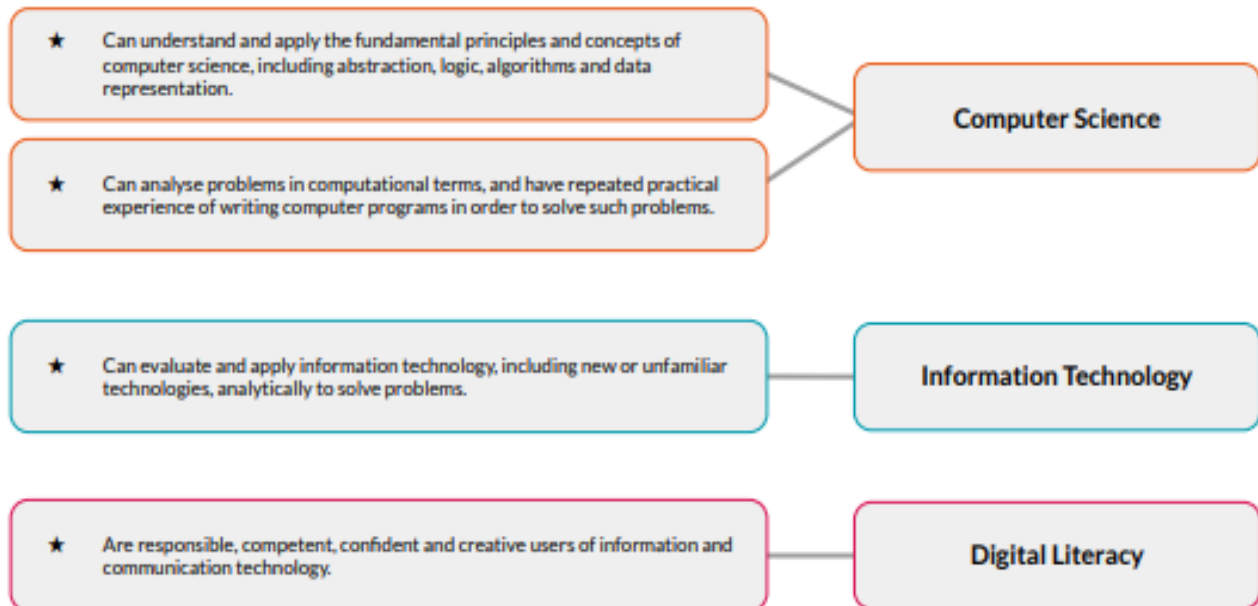 ★ Can understand and apply the fundamental principles and concepts of
computer science, including abstraction, logic, algorithms and data
representation.
Computer Science
★ Can analyse problems in computational terms, and have repeated practical
experience of writing computer programs in order to solve such problems.
★ Can evaluate and apply information technology, including new or unfamiliar
technologies, analytically to solve problems.
Information Technology
★ Are responsible, competent, confident and creative users of information and
communication technology.
Digital Literacy